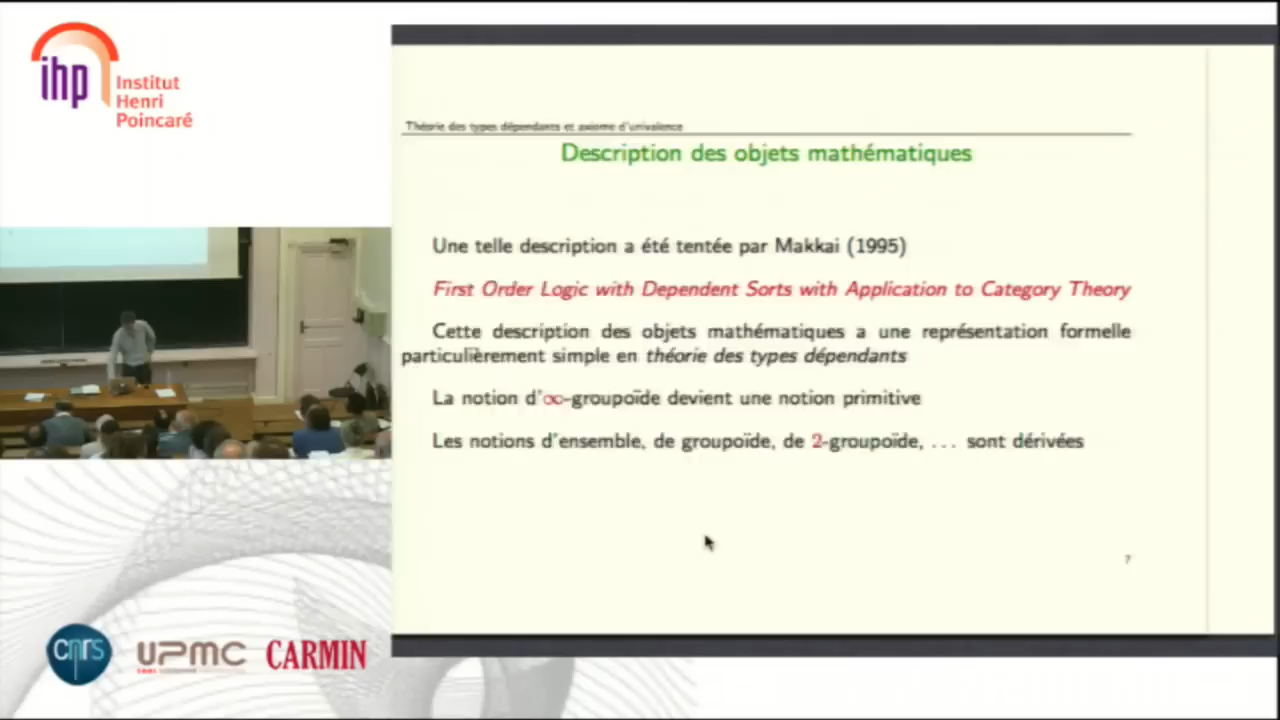 ihp
Institut
Henri
Poincaré
Théorie des types dépendants et axiome d'univalence
Description des objets mathématiques
Une telle description a été tentée par Makkai (1995)
First Order Logic with Dependent Sorts with Application to Category Theory
Cette description des objets mathématiques a une représentation formelle
particulièrement simple en théorie des types dépendants
La notion d'∞-groupoïde devient une notion primitive
Les notions d'ensemble, de groupoïde, de 2-groupoïde, ... sont dérivées
7
cnrs
UPMC
CARMIN